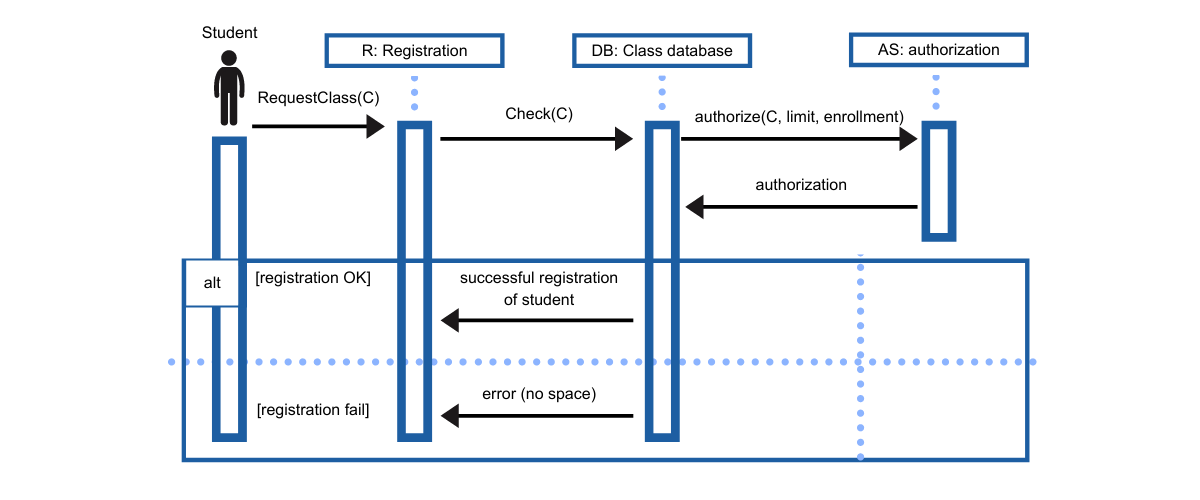 Student
R: Registration
DB: Class database
AS: authorization
RequestClass(C)
Check(C)
authorize(C, limit, enrollment)
authorization
alt
[registration OK]
successful registration
of student
error (no space)
[registration fail]